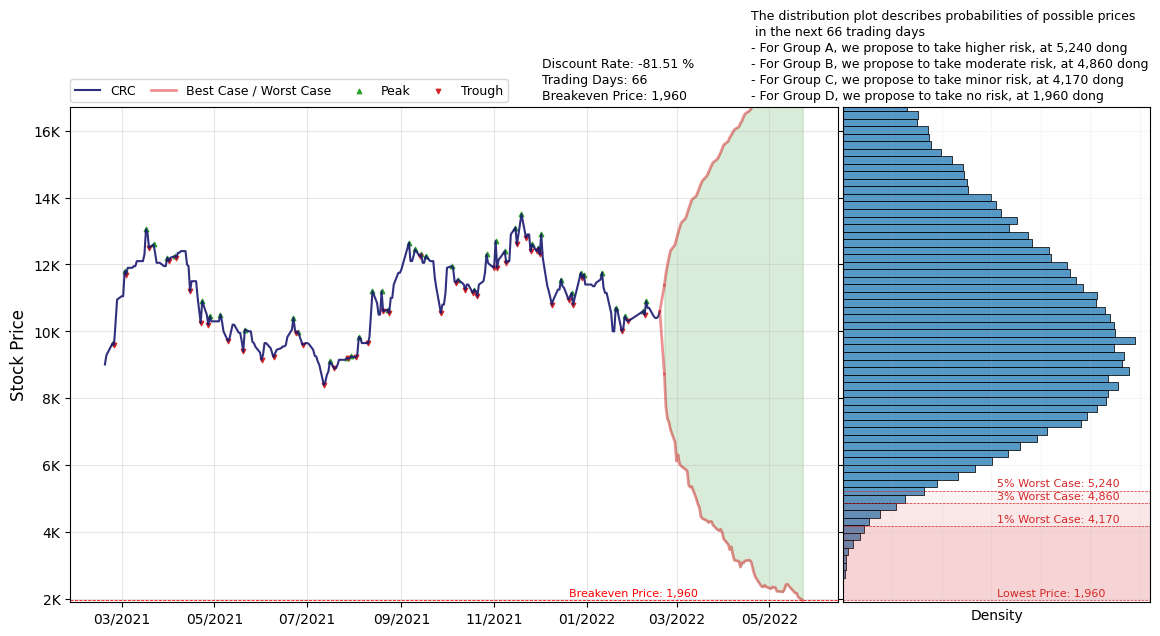 The distribution plot describes probabilities of possible prices
in the next 66 trading days
- For Group A, we propose to take higher risk, at 5,240 dong
- For Group B, we propose to take moderate risk, at 4,860 dong
- For Group C, we propose to take minor risk, at 4,170 dong
- For Group D, we propose to take no risk, at 1,960 dong
Discount Rate: -81.51 %
Trading Days: 66
Breakeven Price: 1,960
CRC
Best Case / Worst Case
Peak
Trough
Stock Price
16K
14K
12K
10K
8K
6K
4K
2K
Breakeven Price: 1,960
03/2021
05/2021
07/2021
09/2021
11/2021
01/2022
03/2022
05/2022
5% Worst Case: 5,240
3% Worst Case: 4,860
1% Worst Case: 4,170
Lowest Price: 1,960
Density